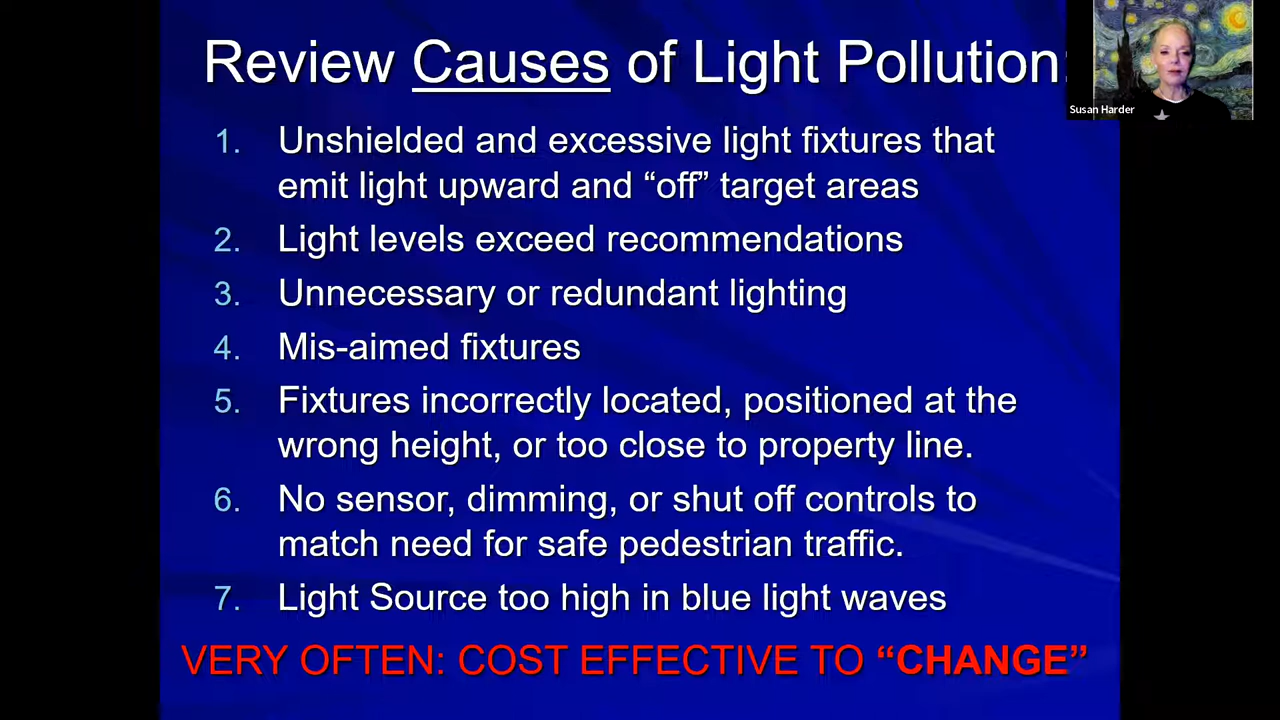 Review Causes of Light Pollution:
Susan Harder
1. Unshielded and excessive light fixtures that
emit light upward and “off” target areas
2. Light levels exceed recommendations
3. Unnecessary or redundant lighting
4. Mis-aimed fixtures
5. Fixtures incorrectly located, positioned at the
wrong height, or too close to property line.
6. No sensor, dimming, or shut off controls to
match need for safe pedestrian traffic.
7. Light Source too high in blue light waves
VERY OFTEN: COST EFFECTIVE TO “CHANGE”